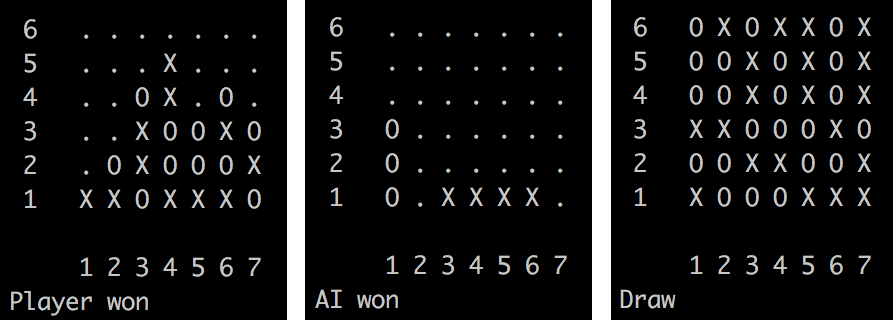 6 . . . . . . .
5 . . . X . . .
4 . . O X . O .
3 . . X O O X O
2 . O X O O O X
1 X X O X X X O
1 2 3 4 5 6 7
Player won
6 . . . . . . .
5 . . . . . . .
4 . . . . . . .
3 O . . . . . .
2 O . . . . . .
1 O . X X X X .
1 2 3 4 5 6 7
AI won
6 O X O X X O X
5 O O X O X O X
4 O O X O X O X
3 X X O O O X O
2 O O X X O O O
1 X O O O X X X
1 2 3 4 5 6 7
Draw